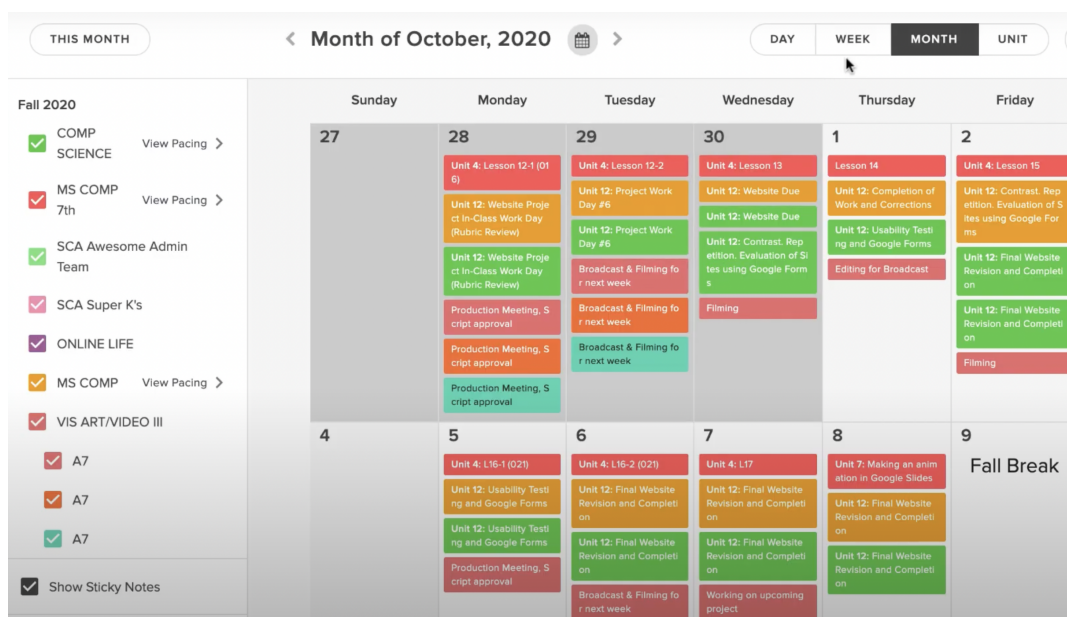 THIS MONTH
Month of October, 2020
DAY
WEEK
MONTH
UNIT
Fall 2020
COMP
SCIENCE
View Pacing
MS COMP
7th
View Pacing
SCA Awesome Admin
Team
SCA Super K's
ONLINE LIFE
MS COMP
View Pacing
VIS ART/VIDEO III
A7
A7
A7
Show Sticky Notes
Sunday
Monday
Tuesday
Wednesday
Thursday
Friday
27
28
Unit 4: Lesson 12-1 (01
6)
Unit 12: Website Proje
ct In-Class Work Day
(Rubric Review)
Unit 12: Website Proje
ct In-Class Work Day
(Rubric Review)
Production Meeting, S
cript approval
Production Meeting, S
cript approval
Production Meeting, S
cript approval
29
Unit 4: Lesson 12-2
Unit 12: Project Work
Day #6
Unit 12: Project Work
Day #6
Broadcast & Filming fo
r next week
Broadcast & Filming fo
r next week
Broadcast & Filming fo
r next week
30
Unit 4: Lesson 13
Unit 12: Website Due
Unit 12: Website Due
Unit 12: Contrast. Rep
etition. Evaluation of Si
tes using Google Form
s
Filming
1
Lesson 14
Unit 12: Completion of
Work and Corrections
Unit 12: Usability Testi
ng and Google Forms
Editing for Broadcast
2
Unit 4: Lesson 15
Unit 12: Contrast. Rep
etition. Evaluation of S
ites using Google For
ms
Unit 12: Final Website
Revision and Completi
on
Unit 12: Final Website
Revision and Completi
on
Filming
4
5
Unit 4: L16-1 (021)
Unit 12: Usability Testi
ng and Google Forms
Unit 12: Usability Testi
ng and Google Forms
Production Meeting, S
cript approval
6
Unit 4: L16-2 (021)
Unit 12: Final Website
Revision and Completi
on
Unit 12: Final Website
Revision and Completi
on
Broadcast & Filming fo
r next week
7
Unit 4: L17
Unit 12: Final Website
Revision and Completi
on
Unit 12: Final Website
Revision and Completi
on
Working on upcoming
project
8
Unit 7: Making an anim
ation in Google Slides
Unit 12: Final Website
Revision and Completi
on
Unit 12: Final Website
Revision and Completi
on
9
Fall Break